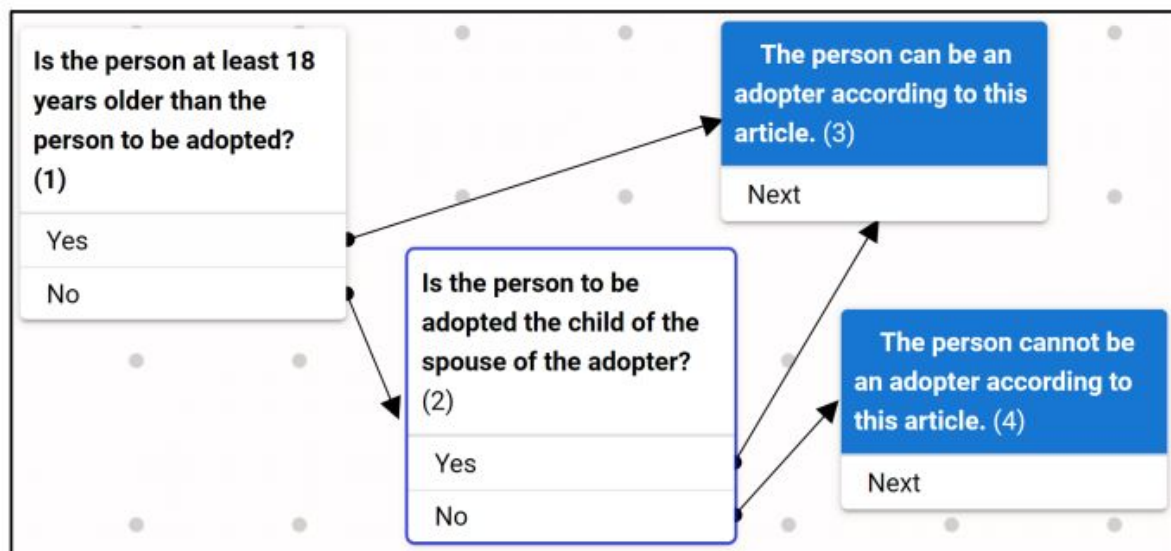 Is the person at least 18
years older than the
person to be adopted?
(1)
Yes
No
Is the person to be
adopted the child of the
spouse of the adopter?
(2)
Yes
No
The person can be an
adopter according to this
article. (3)
Next
The person cannot be
an adopter according to
this article. (4)
Next